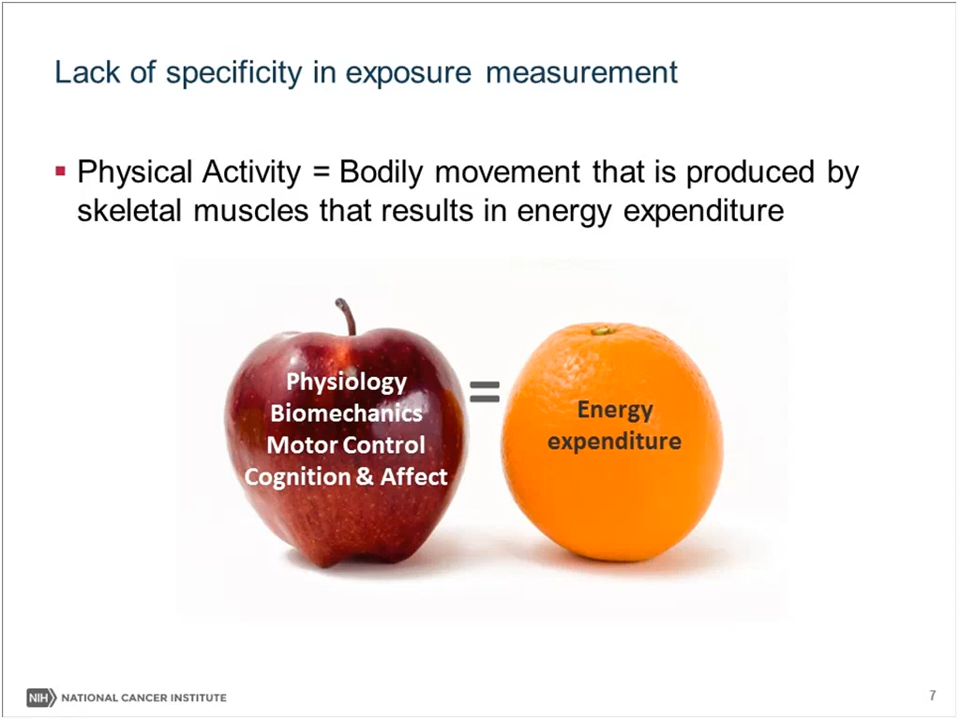 Lack of specificity in exposure measurement
▪ Physical Activity = Bodily movement that is produced by
skeletal muscles that results in energy expenditure
Physiology
Biomechanics
Motor Control
Cognition & Affect
=
Energy
expenditure
NIH NATIONAL CANCER INSTITUTE
7